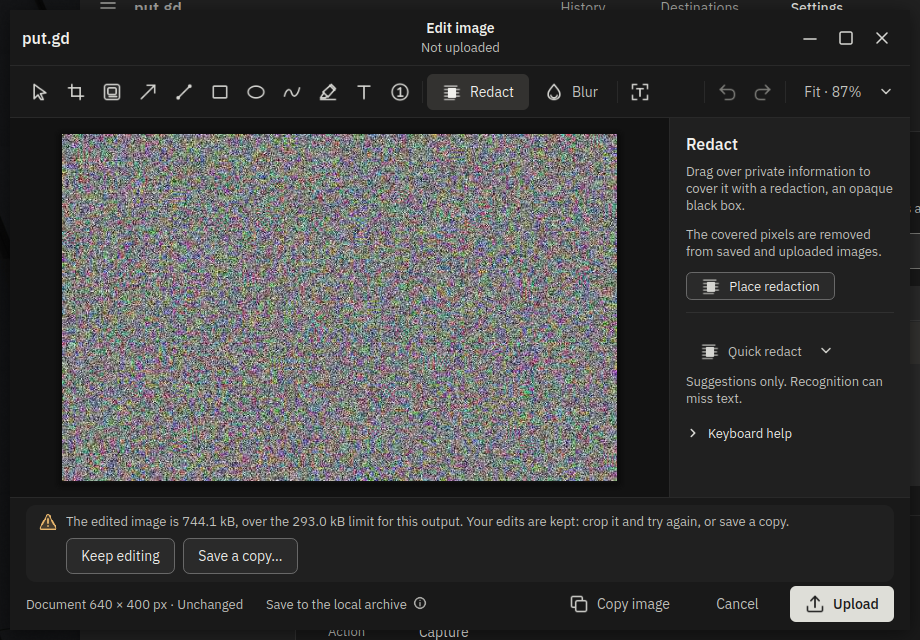 put.gd
History
Destinations
Settings
put.gd
Edit image
Not uploaded
T
1
Redact
Blur
T
Fit · 87%
Redact
Drag over private information to
cover it with a redaction, an opaque
black box.
The covered pixels are removed
from saved and uploaded images.
Place redaction
Quick redact
Suggestions only. Recognition can
miss text.
Keyboard help
The edited image is 744.1 kB, over the 293.0 kB limit for this output. Your edits are kept: crop it and try again, or save a copy.
Keep editing
Save a copy...
Document 640 × 400 px · Unchanged
Save to the local archive
Copy image
Cancel
Upload
Action
Capture